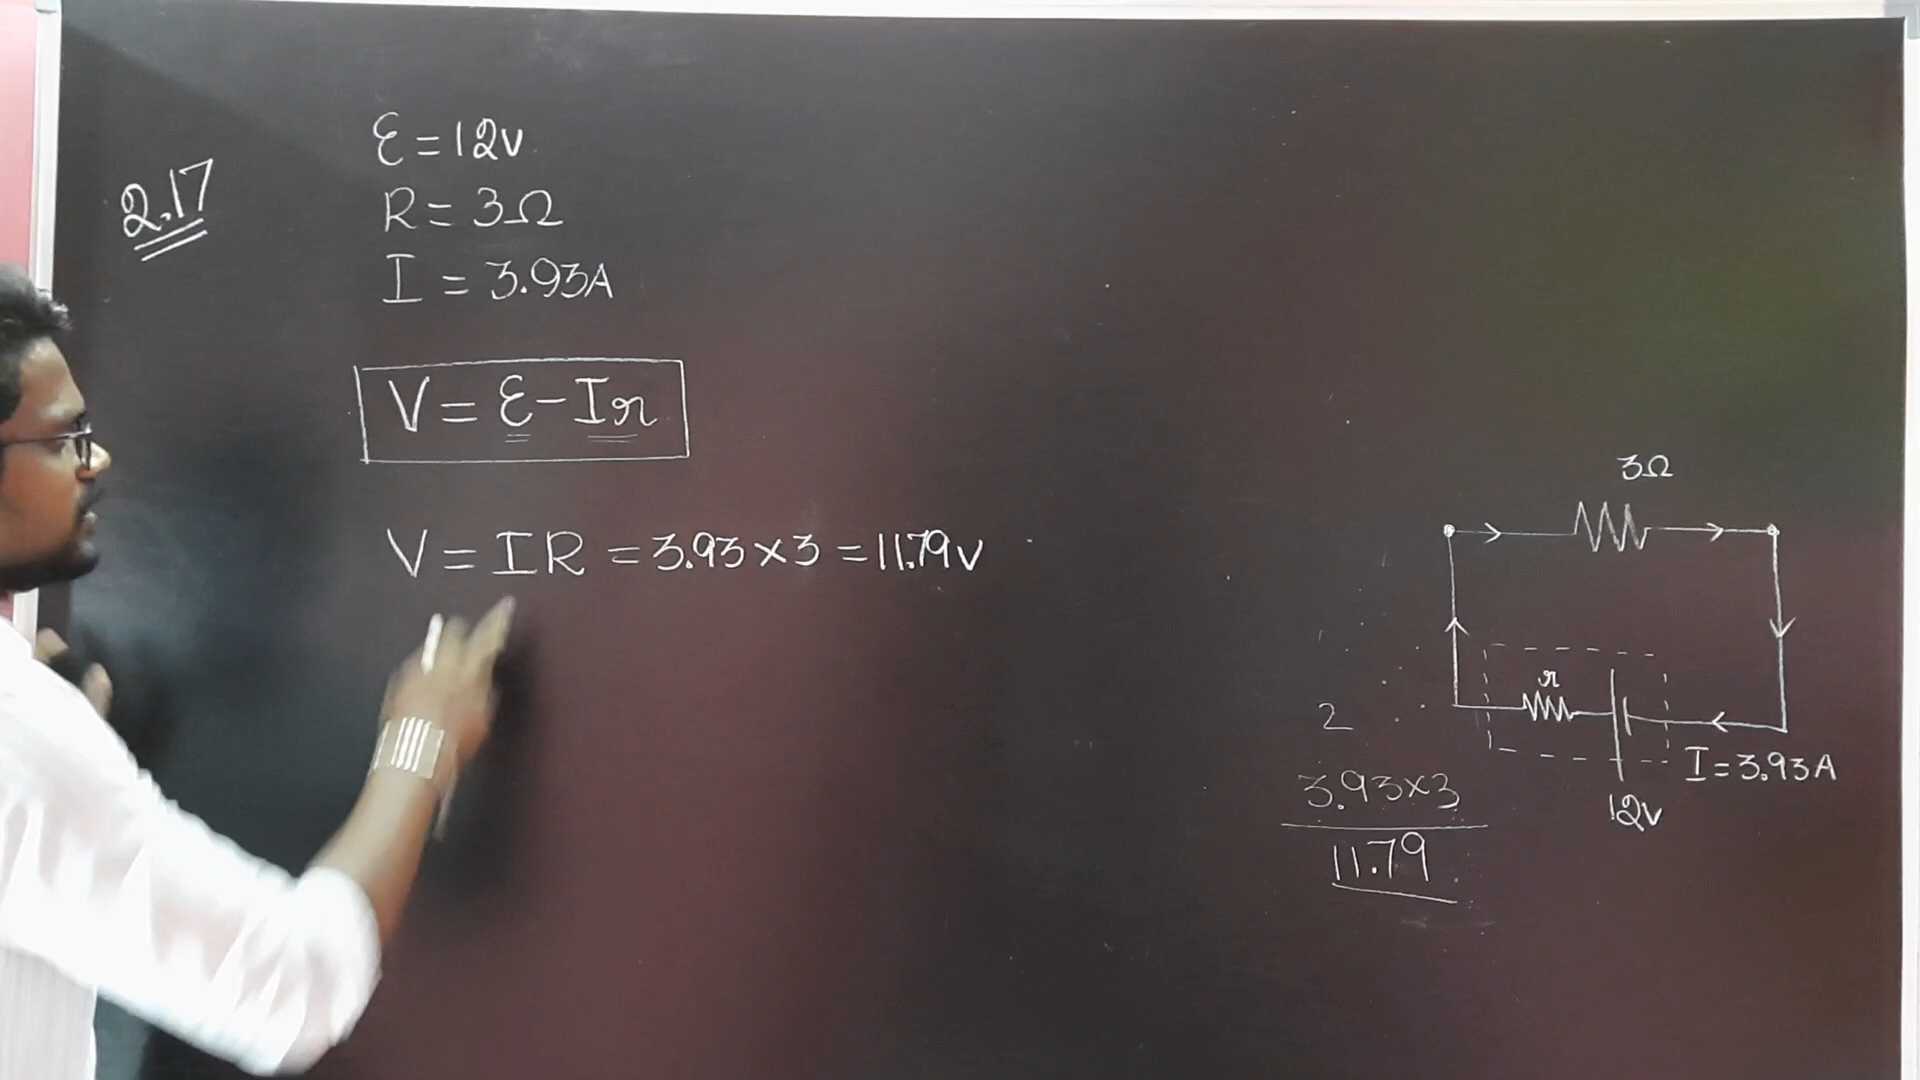 2.17
ε = 12v
R = 3Ω
I = 3.93A
V = ε - Ir
V = IR = 3.93 × 3 = 11.79v
3Ω
r
I = 3.93A
12v
2
3.93×3
11.79